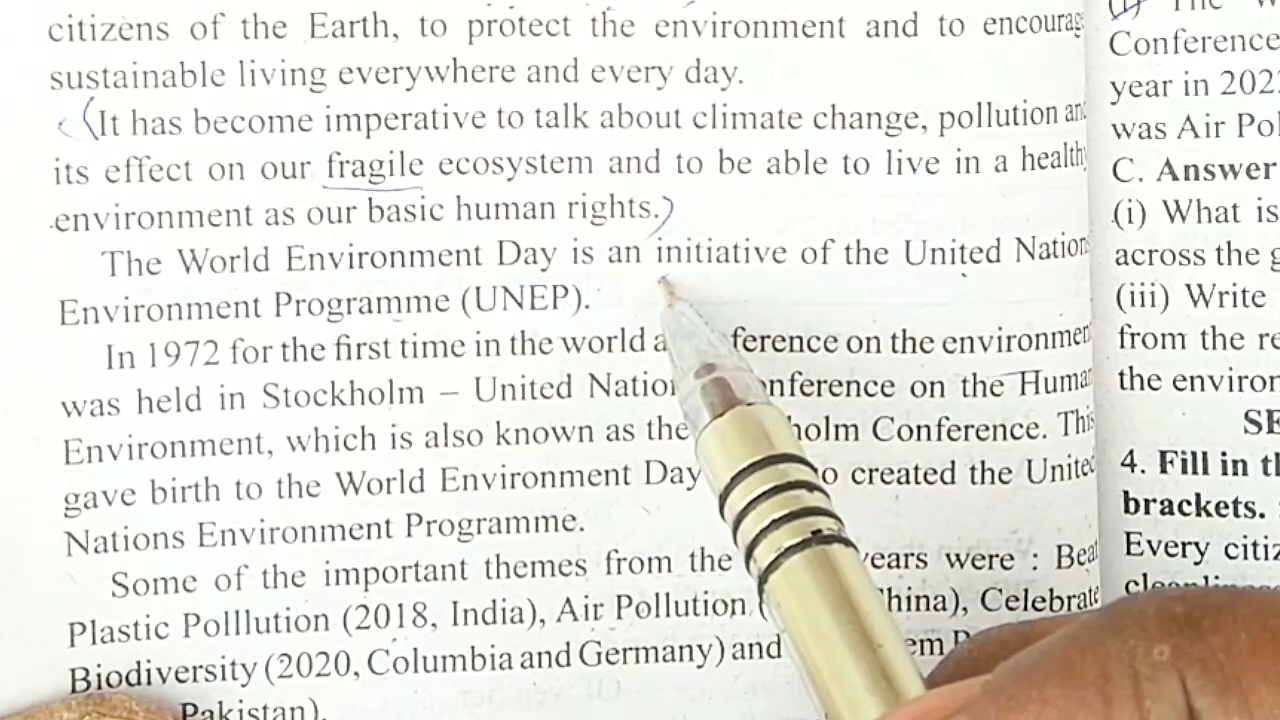 citizens of the Earth, to protect the environment and to encourag
sustainable living everywhere and every day.
(It has become imperative to talk about climate change, pollution an
its effect on our fragile ecosystem and to be able to live in a health
environment as our basic human rights.)
The World Environment Day is an initiative of the United Nation
Environment Programme (UNEP).
In 1972 for the first time in the world a ference on the environmen
was held in Stockholm – United Natio nference on the Huma
Environment, which is also known as the holm Conference. This
gave birth to the World Environment Day o created the United
Nations Environment Programme.
Some of the important themes from the years were : Beat
Plastic Polllution (2018, India), Air Pollution ( hina), Celebrate
Biodiversity (2020, Columbia and Germany) and em
Pakistan).
(i) The W
Conference
year in 202
was Air Pol
C. Answer
(i) What is
across the g
(iii) Write
from the re
the environ
SE
4. Fill in th
brackets.
Every citiz
cleanliness